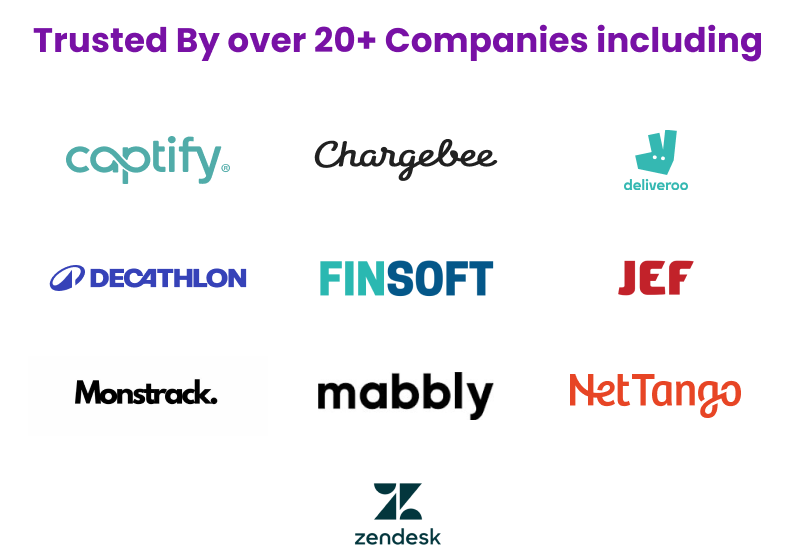 Trusted By over 20+ Companies including
captify®
Chargebee
deliveroo
DECATHLON
FINSOFT
JEF
Monstrack.
mabbly
NetTango
zendesk